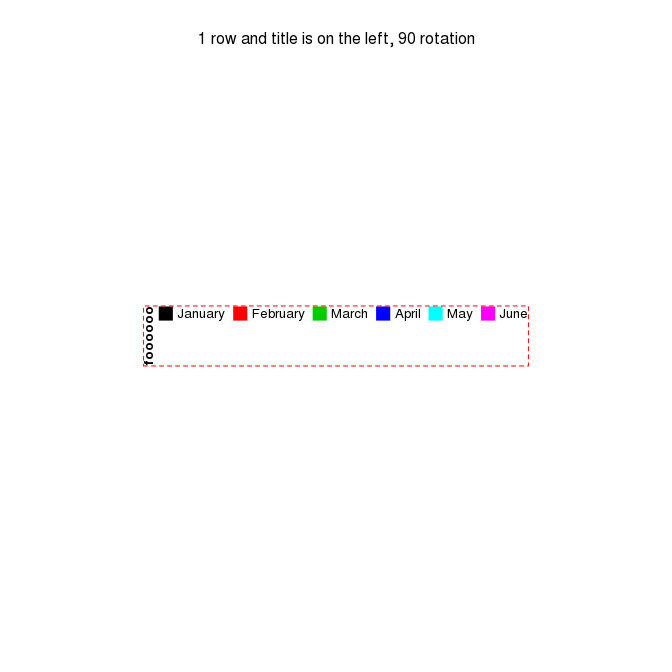 1 row and title is on the left, 90 rotation
foooooo
January February March April May June